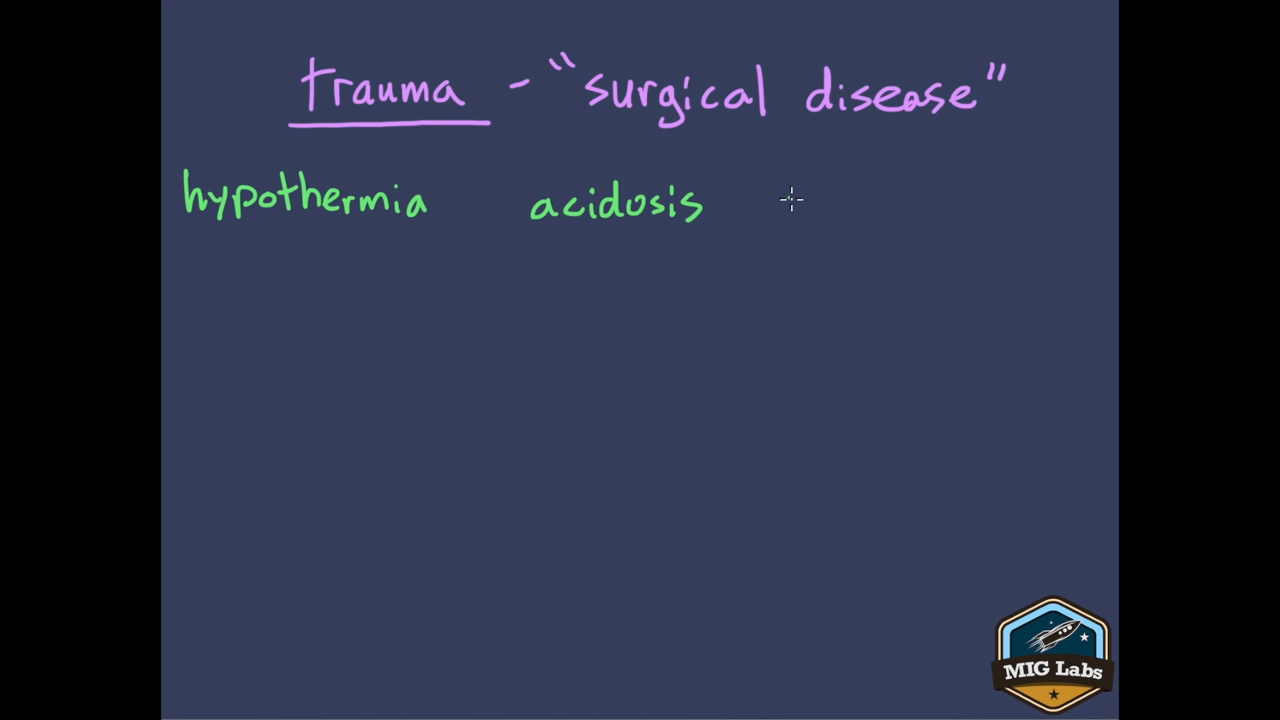 trauma - "surgical disease"
hypothermia acidosis
MIG Labs